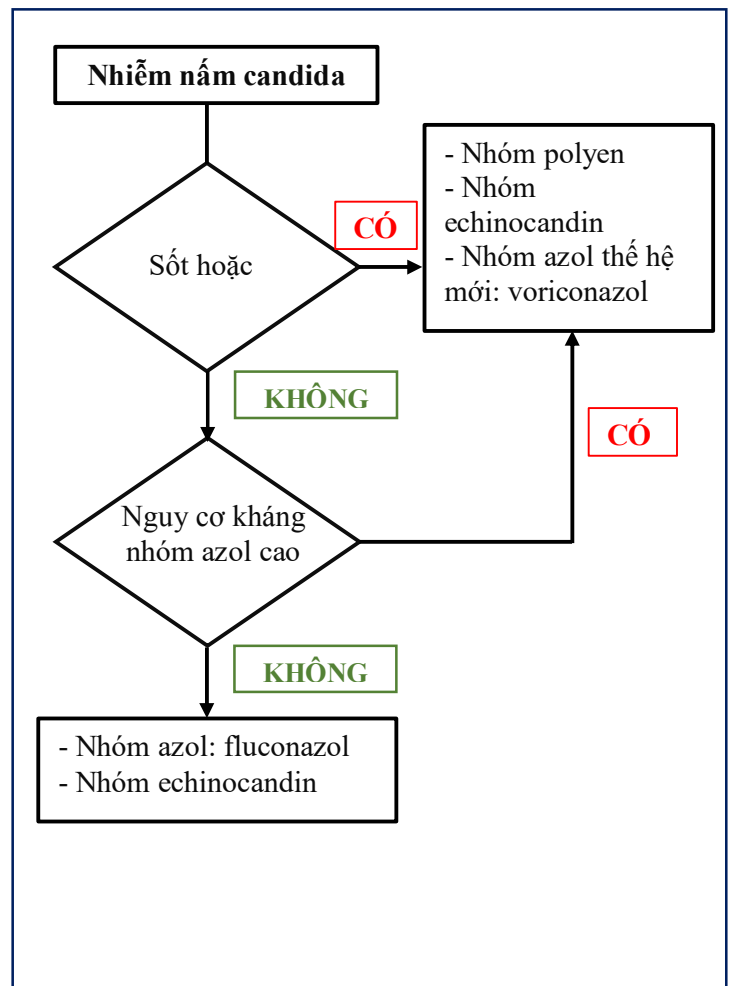 Nhiễm nấm candida
- Nhóm polyen
- Nhóm
echinocandin
- Nhóm azol thế hệ
mới: voriconazol
CÓ
Sốt hoặc
KHÔNG
CÓ
Nguy cơ kháng
nhóm azol cao
KHÔNG
- Nhóm azol: fluconazol
- Nhóm echinocandin